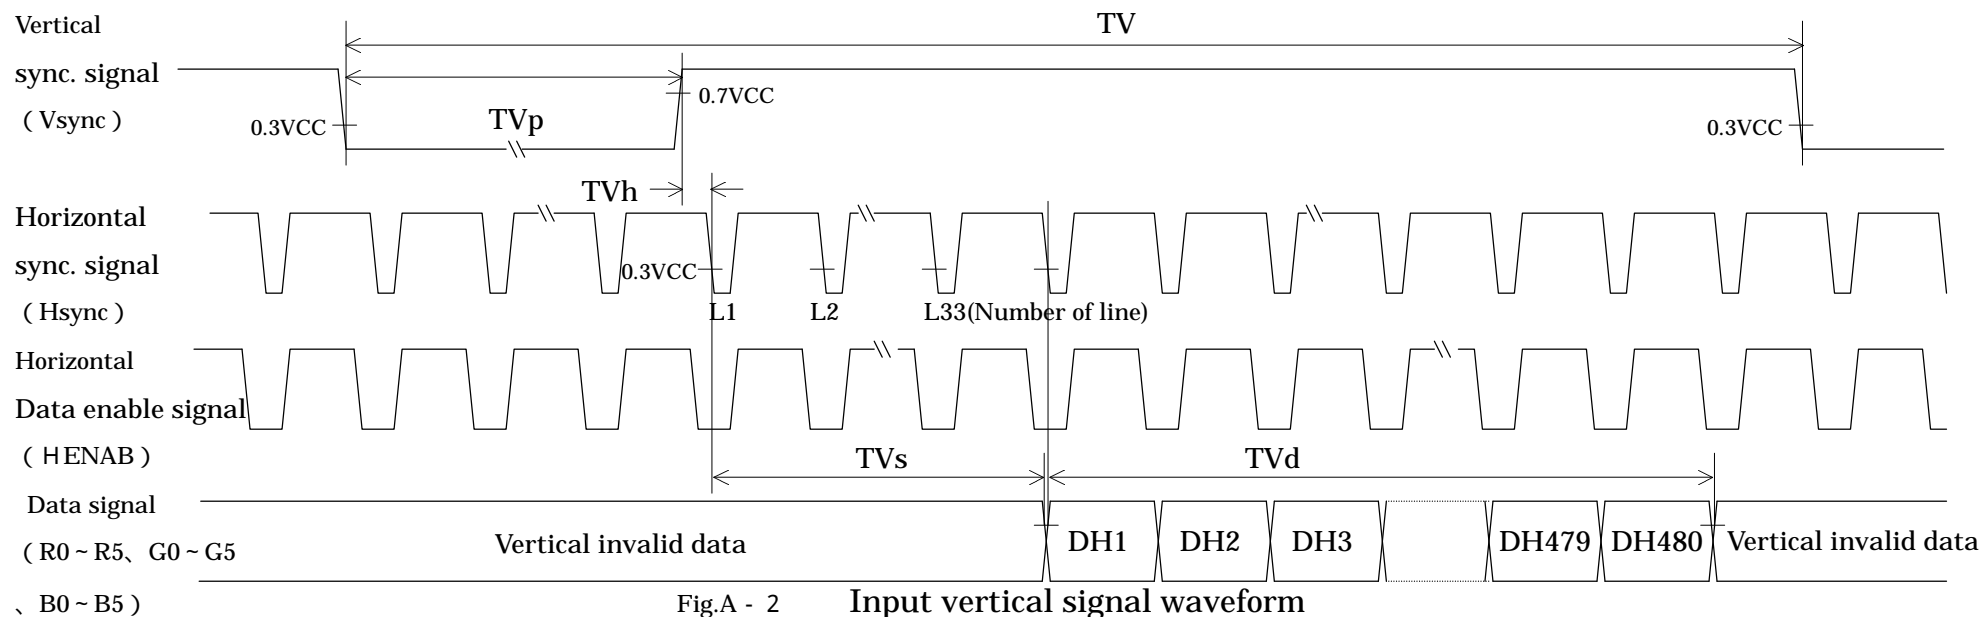 Vertical
TV
sync. signal
0.7VCC
( Vsync )
0.3VCC
TVp
0.3VCC
TVh
Horizontal
sync. signal
0.3VCC
( Hsync )
L1
L2
L33(Number of line)
Horizontal
Data enable signal
( HENAB )
TVs
TVd
Data signal
( R0 ~ R5、G0 ~ G5
Vertical invalid data
DH1
DH2
DH3
DH479
DH480
Vertical invalid data
、B0 ~ B5 )
Fig.A - 2 Input vertical signal waveform